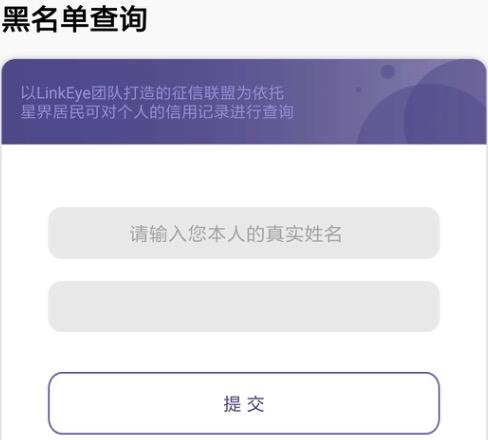 黑名单查询
以LinkEye团队打造的征信联盟为依托
星界居民可对个人的信用记录进行查询
请输入您本人的真实姓名
提交